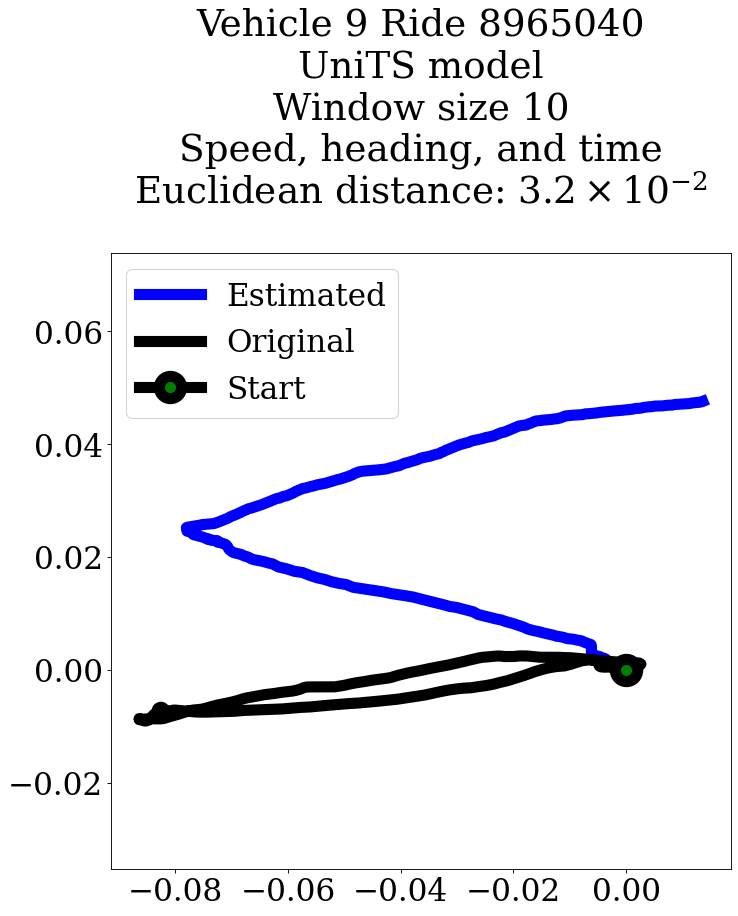 Vehicle 9 Ride 8965040
UniTS model
Window size 10
Speed, heading, and time
Euclidean distance: 3.2 × 10⁻²
Estimated
Original
Start
0.06
0.04
0.02
0.00
−0.02
−0.08 −0.06 −0.04 −0.02 0.00